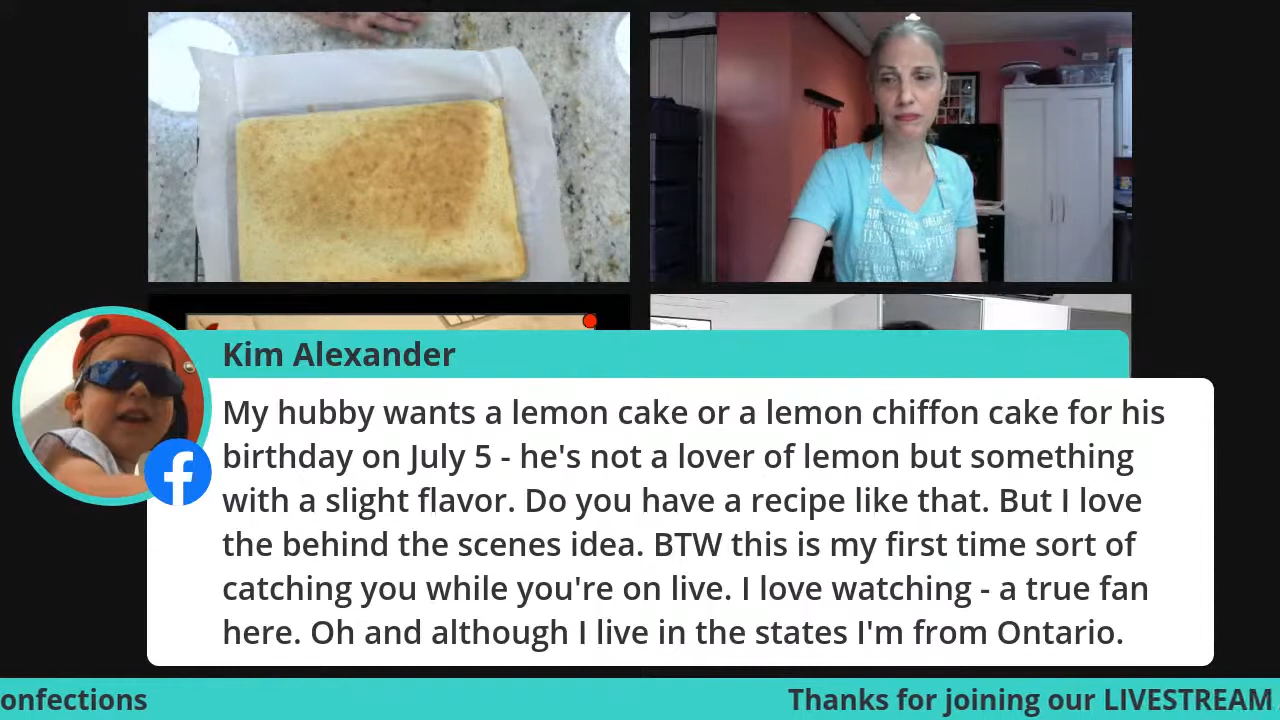 Kim Alexander
My hubby wants a lemon cake or a lemon chiffon cake for his
birthday on July 5 - he's not a lover of lemon but something
with a slight flavor. Do you have a recipe like that. But I love
the behind the scenes idea. BTW this is my first time sort of
catching you while you're on live. I love watching - a true fan
here. Oh and although I live in the states I'm from Ontario.
onfections Thanks for joining our LIVESTREAM